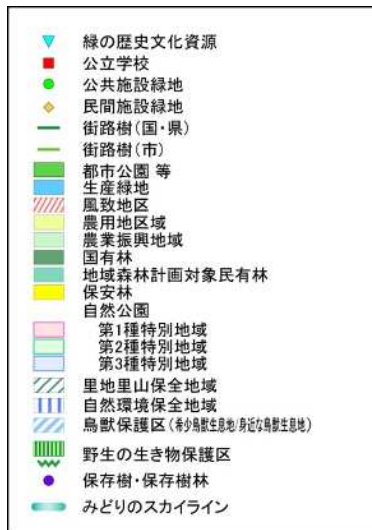 緑の歴史文化資源
公立学校
公共施設緑地
民間施設緑地
街路樹(国・県)
街路樹(市)
都市公園 等
生産緑地
風致地区
農用地区域
農業振興地域
国有林
地域森林計画対象民有林
保安林
自然公園
第1種特別地域
第2種特別地域
第3種特別地域
里地里山保全地域
自然環境保全地域
鳥獣保護区(希少鳥獣生息地/身近な鳥獣生息地)
野生の生き物保護区
保存樹・保存樹林
みどりのスカイライン